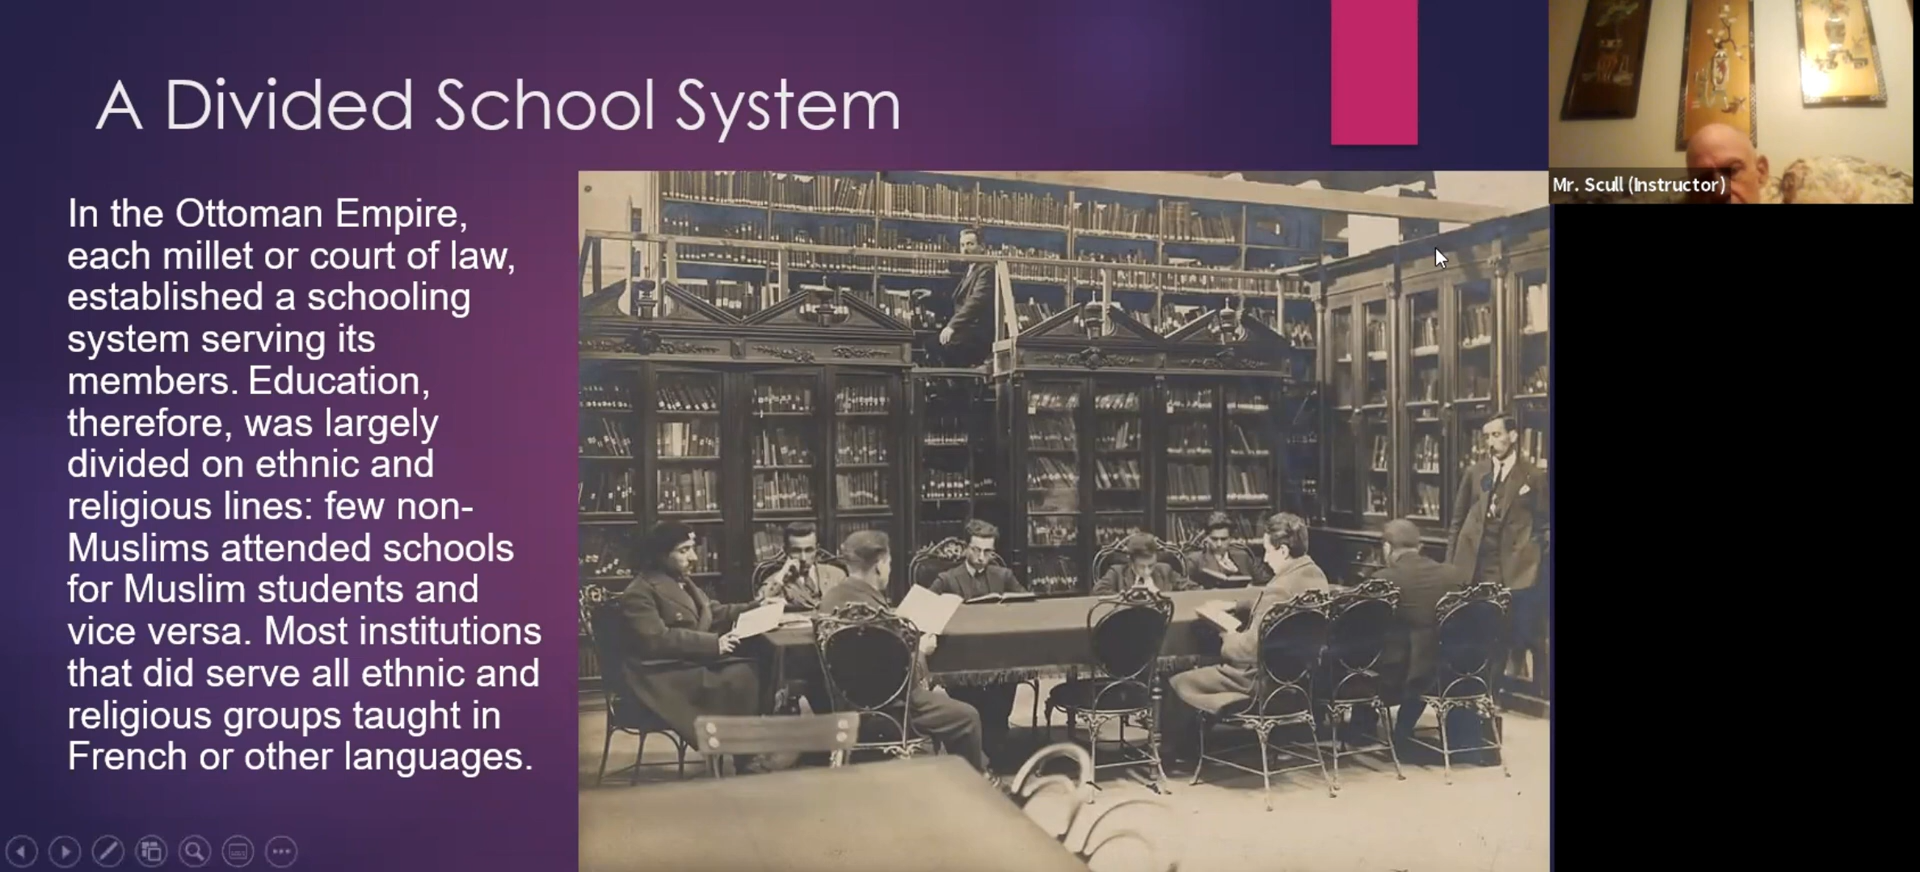 A Divided School System
In the Ottoman Empire,
each millet or court of law,
established a schooling
system serving its
members. Education,
therefore, was largely
divided on ethnic and
religious lines: few non-
Muslims attended schools
for Muslim students and
vice versa. Most institutions
that did serve all ethnic and
religious groups taught in
French or other languages.
Mr. Scull (Instructor)